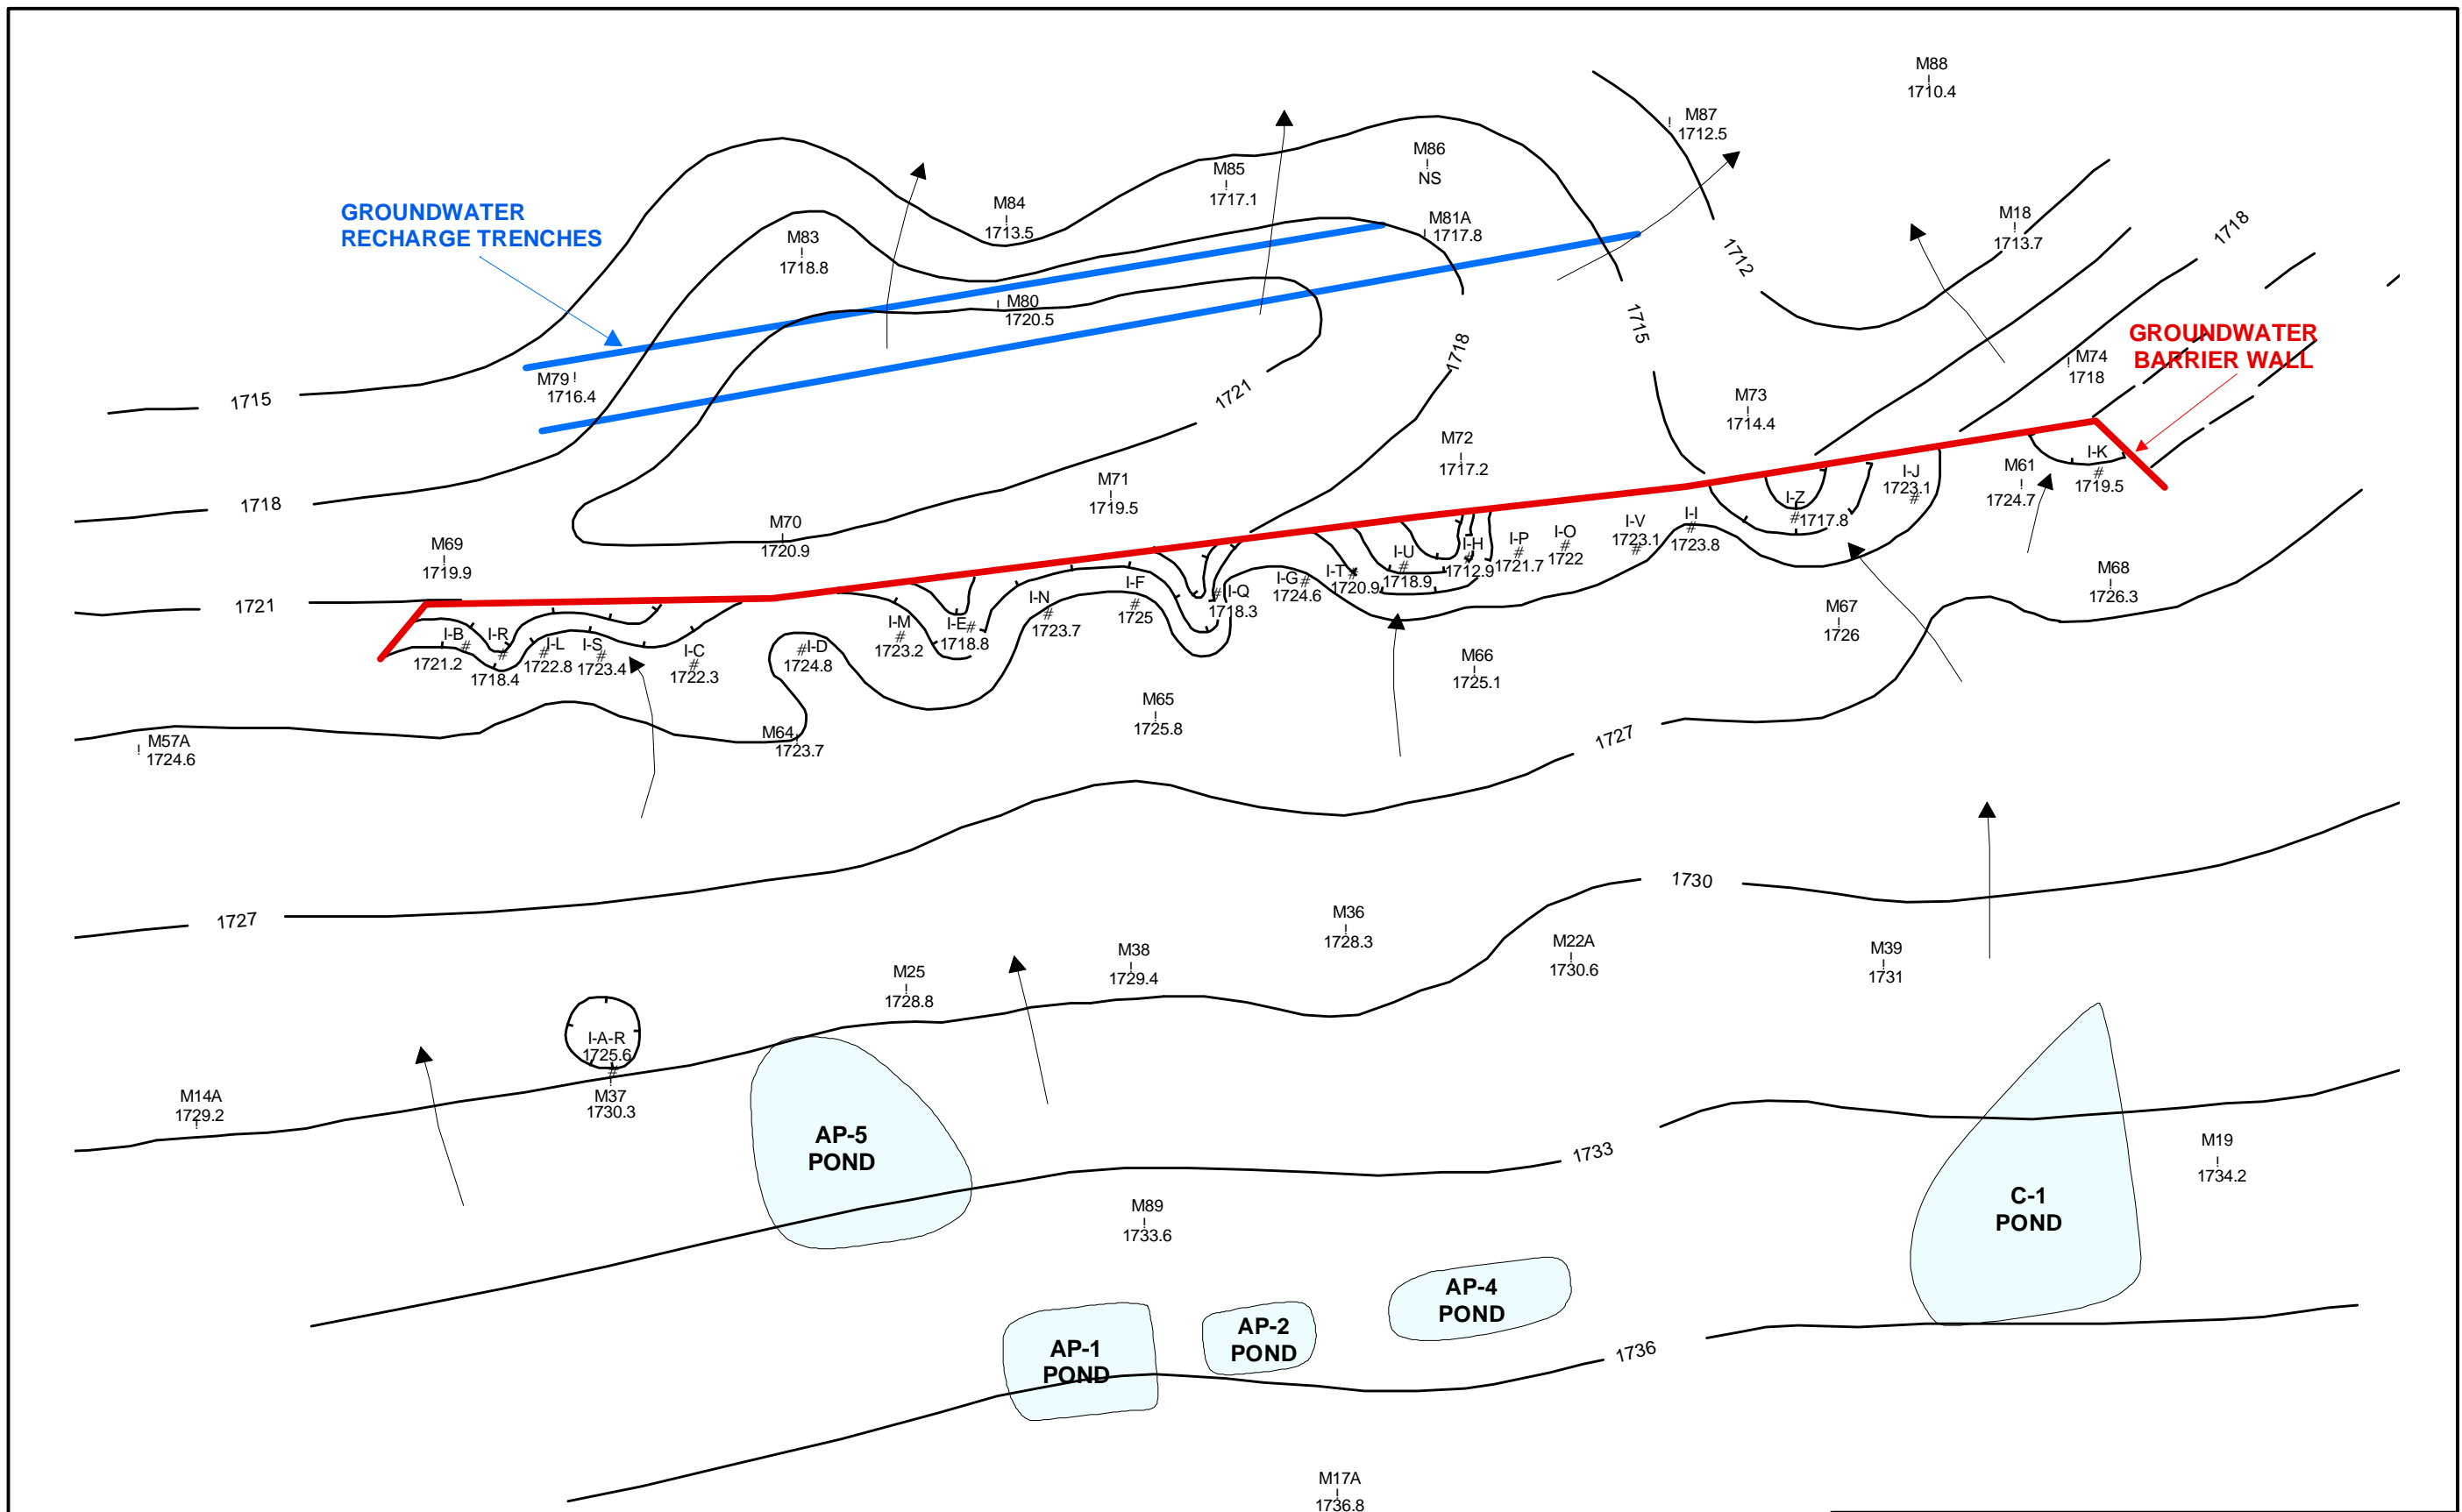 M88
1710.4
M87
1712.5
M86
NS
M85
1717.1
M84
1713.5
GROUNDWATER
RECHARGE TRENCHES
M83
1718.8
M81A
1717.8
M18
1713.7
1718
1712
M80
1720.5
1715
GROUNDWATER
BARRIER WALL
M79
1716.4
1715
1721
1718
M74
1718
M73
1714.4
M72
1717.2
M71
1719.5
M70
1720.9
M69
1719.9
1718
1721
I-K
1719.5
M61
1724.7
I-J
1723.1
I-Z
1717.8
I-I
1723.8
I-V
1723.1
I-O
1722
I-P
1721.7
I-H
1712.9
I-U
1718.9
I-T
1720.9
I-G
1724.6
I-Q
1718.3
I-F
1725
I-N
1723.7
I-E
1718.8
I-M
1723.2
I-D
1724.8
I-C
1722.3
I-S
1723.4
I-L
1722.8
I-R
1718.4
I-B
1721.2
M68
1726.3
M67
1726
M66
1725.1
M65
1725.8
M64
1723.7
M57A
1724.6
1727
1727
1730
M36
1728.3
M38
1729.4
M25
1728.8
M22A
1730.6
M39
1731
I-A-R
1725.6
M37
1730.3
M14A
1729.2
AP-5
POND
1733
M19
1734.2
M89
1733.6
C-1
POND
AP-4
POND
AP-2
POND
AP-1
POND
1736
M17A
1736.8